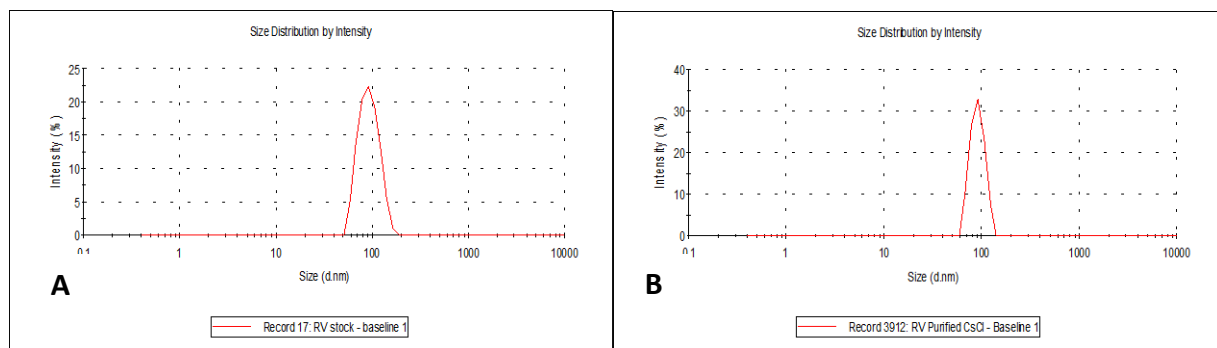 Size Distribution by Intensity
25
20
15
10
5
0
Intensity (%)
0.1 1 10 100 1000 10000
Size (d.nm)
A
Record 17: RV stock - baseline 1
Size Distribution by Intensity
40
30
20
10
0
Intensity (%)
0.1 1 10 100 1000 10000
Size (d.nm)
B
Record 3912: RV Purified CsCl - Baseline 1